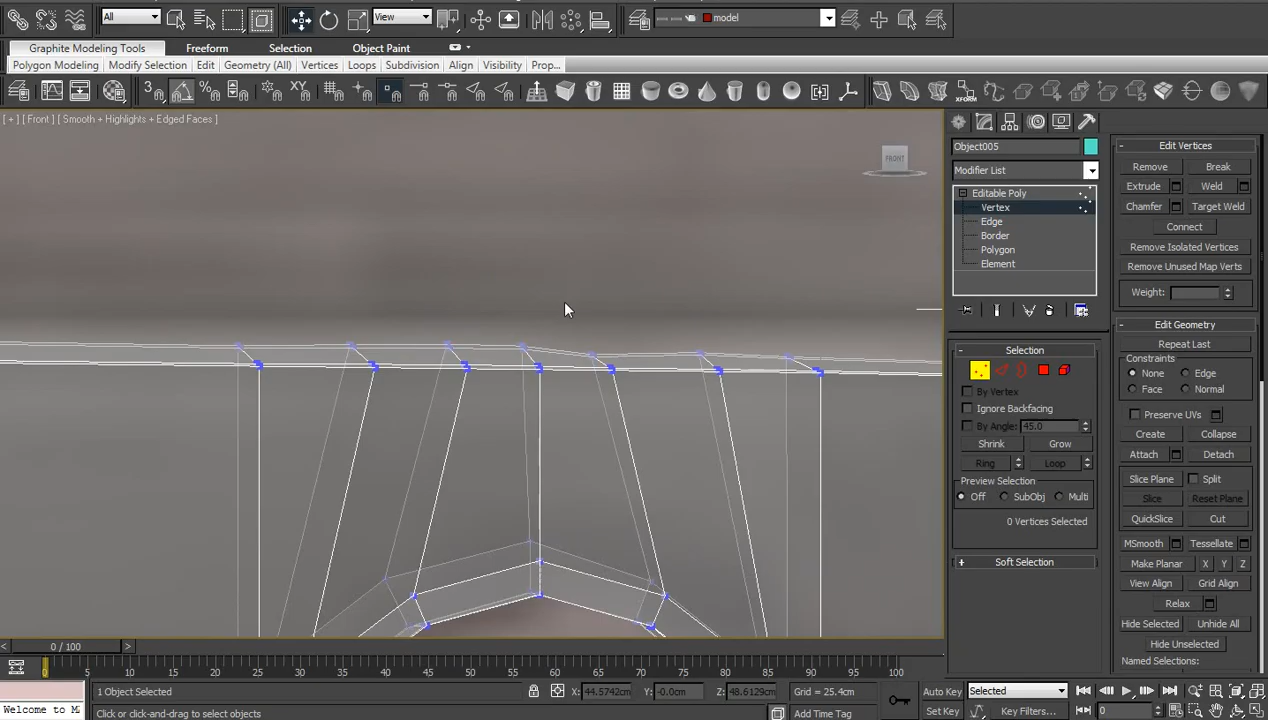 All
View
model
Graphite Modeling Tools
Freeform
Selection
Object Paint
Polygon Modeling
Modify Selection
Edit
Geometry (All)
Vertices
Loops
Subdivision
Align
Visibility
Prop...
3
%
XY
XFORM
[ + ] [ Front ] [ Smooth + Highlights + Edged Faces ]
FRONT
Object005
Modifier List
Editable Poly
Vertex
Edge
Border
Polygon
Element
Selection
By Vertex
Ignore Backfacing
By Angle:
45.0
Shrink
Grow
Ring
Loop
Preview Selection
Off
SubObj
Multi
0 Vertices Selected
Soft Selection
Edit Vertices
Remove
Break
Extrude
Weld
Chamfer
Target Weld
Connect
Remove Isolated Vertices
Remove Unused Map Verts
Weight:
Edit Geometry
Repeat Last
Constraints
None
Edge
Face
Normal
Preserve UVs
Create
Collapse
Attach
Detach
Slice Plane
Split
Slice
Reset Plane
QuickSlice
Cut
MSmooth
Tessellate
Make Planar
X
Y
Z
View Align
Grid Align
Relax
Hide Selected
Unhide All
Hide Unselected
Named Selections:
0 / 100
0 5 10 15 20 25 30 35 40 45 50 55 60 65 70 75 80 85 90 95 100
1 Object Selected
X: 44.5742cm
Y: -0.0cm
Z: 48.6129cm
Grid = 25.4cm
Auto Key
Selected
Welcome to M
Click or click-and-drag to select objects
Add Time Tag
Set Key
Key Filters...
0